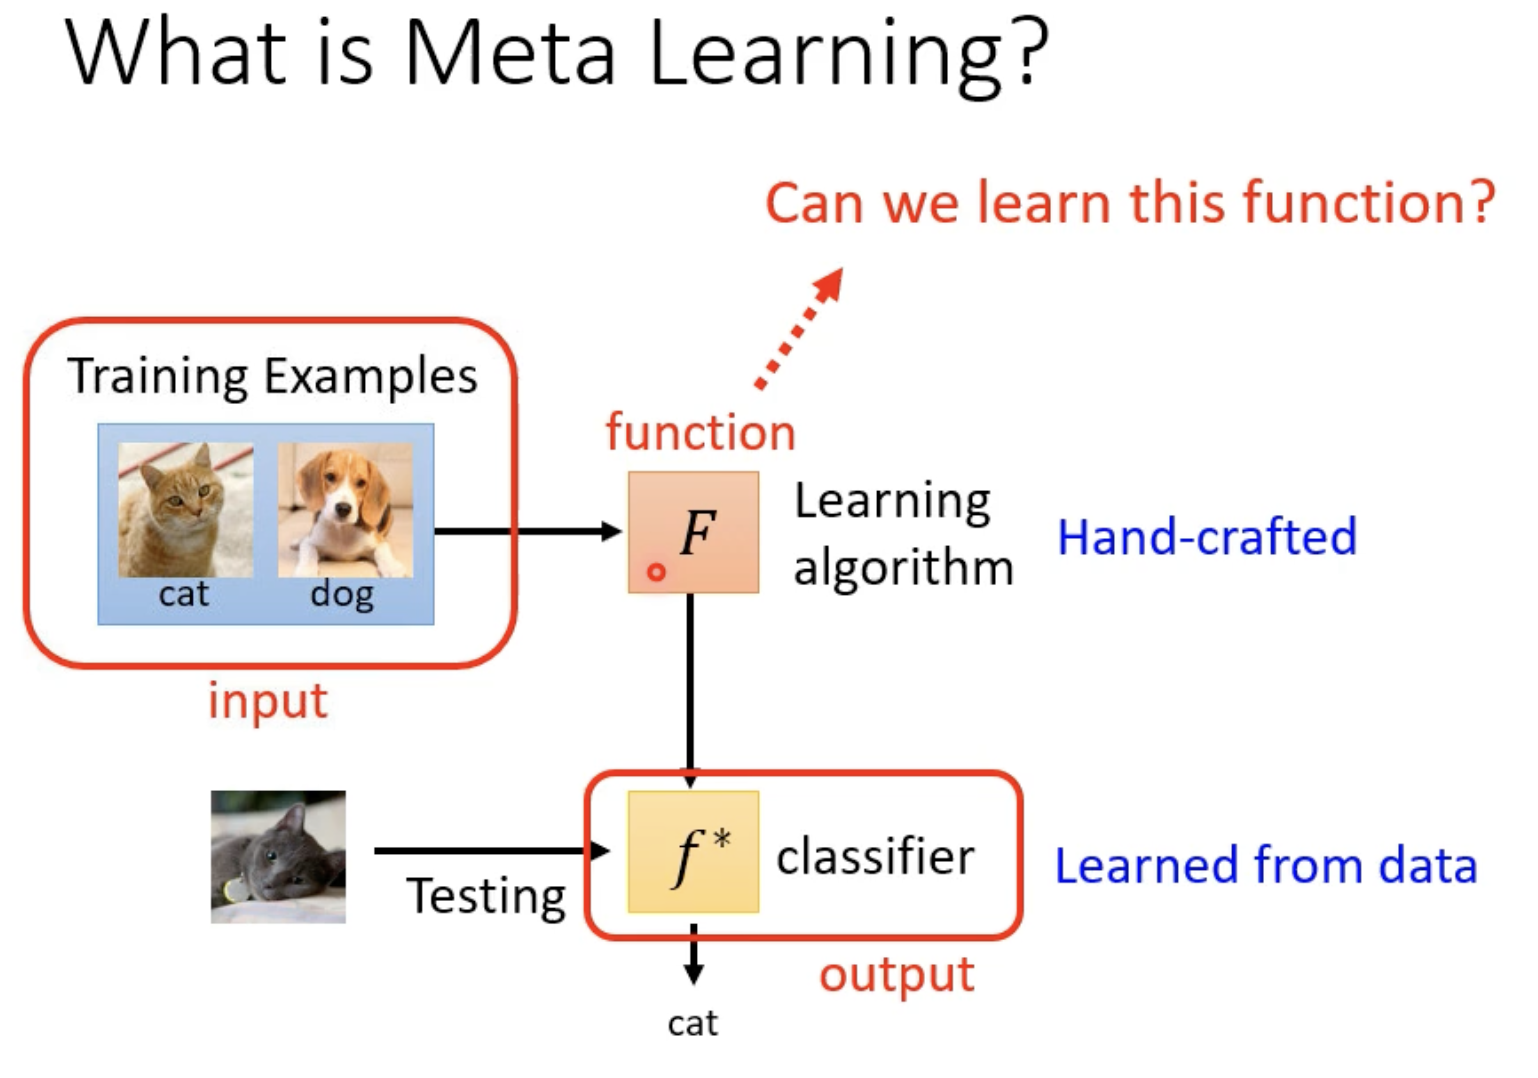 What is Meta Learning?
Can we learn this function?
Training Examples
cat
dog
input
function
F
Learning
algorithm
Hand-crafted
Testing
f*
classifier
Learned from data
output
cat